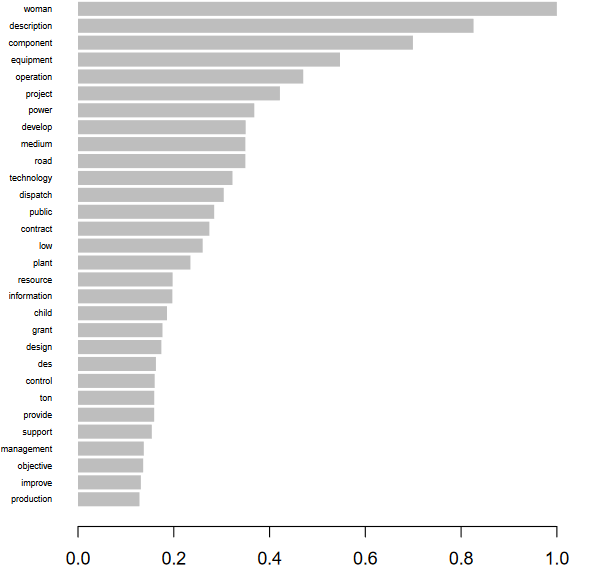 woman
description
component
equipment
operation
project
power
develop
medium
road
technology
dispatch
public
contract
low
plant
resource
information
child
grant
design
des
control
ton
provide
support
management
objective
improve
production
0.0 0.2 0.4 0.6 0.8 1.0